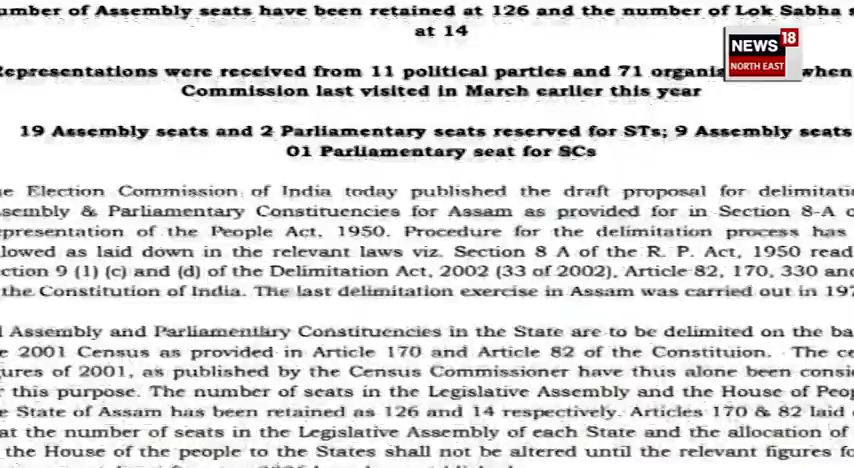 umber of Assembly seats have been retained at 126 and the number of Lok Sabha s
at 14
NEWS 18
NORTH EAST
Representations were received from 11 political parties and 71 organis when
Commission last visited in March earlier this year
19 Assembly seats and 2 Parliamentary seats reserved for STs; 9 Assembly seats
01 Parliamentary seat for SCs
e Election Commission of India today published the draft proposal for delimitatio
ssembly & Parliamentary Constituencies for Assam as provided for in Section 8-A o
epresentation of the People Act, 1950. Procedure for the delimitation process has
llowed as laid down in the relevant laws viz. Section 8 A of the R. P. Act, 1950 read
ection 9 (1) (c) and (d) of the Delimitation Act, 2002 (33 of 2002), Article 82, 170, 330 and
the Constitution of India. The last delimitation exercise in Assam was carried out in 197
l Assembly and Parliamentary Constituencies in the State are to be delimited on the ba
e 2001 Census as provided in Article 170 and Article 82 of the Constituion. The ce
ures of 2001, as published by the Census Commissioner have thus alone been consi
r this purpose. The number of seats in the Legislative Assembly and the House of Peop
e State of Assam has been retained as 126 and 14 respectively. Articles 170 & 82 laid
at the number of seats in the Legislative Assembly of each State and the allocation of
the House of the people to the States shall not be altered until the relevant figures fo